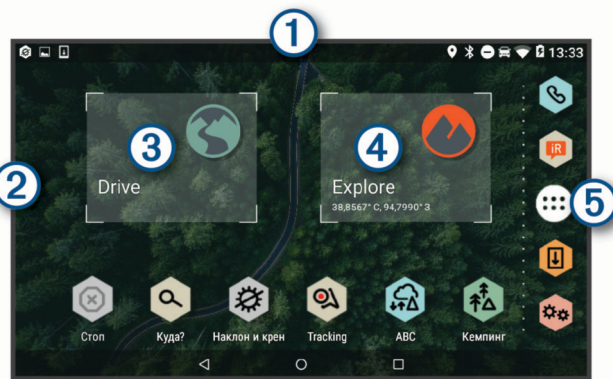 1
13:33
2
3
4
5
Drive
Explore
38,8567° С, 94,7990° З
iR
Стоп
Куда?
Наклон и крен
Tracking
ABC
Кемпинг